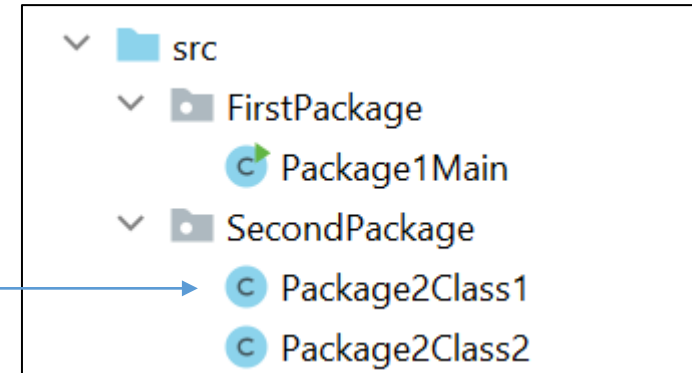 src
FirstPackage
C Package1Main
SecondPackage
C Package2Class1
C Package2Class2